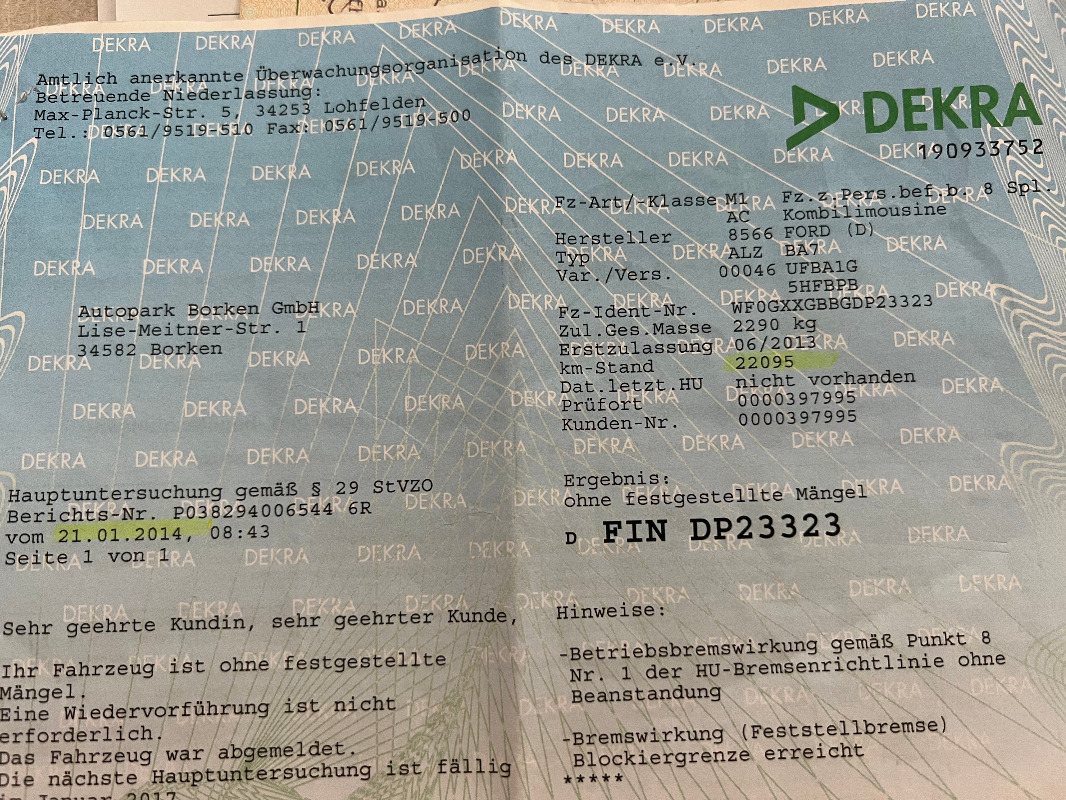 Amtlich anerkannte Überwachungsorganisation des DEKRA e.V.
Betreuende Niederlassung:
Max-Planck-Str. 5, 34253 Lohfelden
Tel.: 0561/9519-510 Fax: 0561/9519-500
DEKRA
190933752
Fz-Art/-Klasse M1 Fz.z.Pers.bef.b. 8 Spl.
AC Kombilimousine
Hersteller 8566 FORD (D)
Typ ALZ BA7
Var./Vers. 00046 UFBA1G
5HFBPB
Fz-Ident-Nr. WF0GXXGBBGDP23323
Zul.Ges.Masse 2290 kg
Erstzulassung 06/2013
km-Stand 22095
Dat.letzt.HU nicht vorhanden
Prüfort 0000397995
Kunden-Nr. 0000397995
Autopark Borken GmbH
Lise-Meitner-Str. 1
34582 Borken
Hauptuntersuchung gemäß § 29 StVZO
Berichts-Nr. P038294006544 6R
vom 21.01.2014, 08:43
Seite 1 von 1
Ergebnis:
ohne festgestellte Mängel
D FIN DP23323
Sehr geehrte Kundin, sehr geehrter Kunde,
Ihr Fahrzeug ist ohne festgestellte
Mängel.
Eine Wiedervorführung ist nicht
erforderlich.
Das Fahrzeug war abgemeldet.
Die nächste Hauptuntersuchung ist fällig
im Januar 2017
Hinweise:
-Betriebsbremswirkung gemäß Punkt 8
Nr. 1 der HU-Bremsenrichtlinie ohne
Beanstandung
-Bremswirkung (Feststellbremse)
Blockiergrenze erreicht
*****